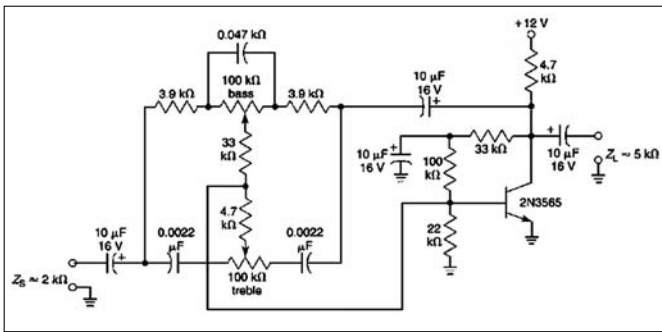 0.047 kΩ
3.9 kΩ
100 kΩ
bass
3.9 kΩ
33
kΩ
4.7
kΩ
10 µF
16 V
+
0.0022
µF
0.0022
µF
100 kΩ
treble
Zs ≈ 2 kΩ
+12 V
4.7
kΩ
10 µF
16 V
+
10 µF
16 V
+
100
kΩ
33 kΩ
22
kΩ
2N3565
+
10 µF
16 V
ZL ≈ 5 kΩ